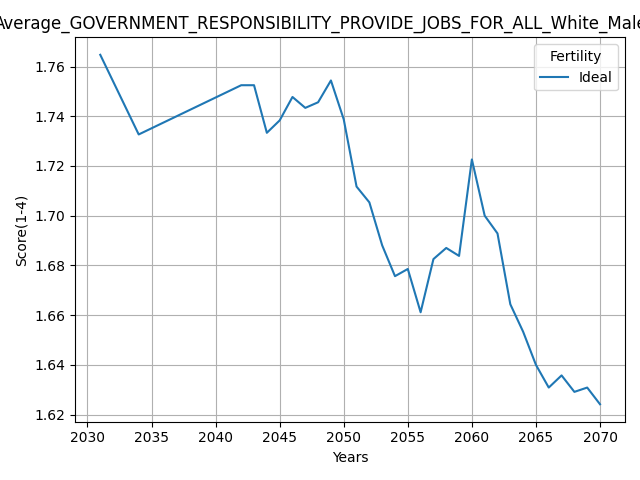 Average_GOVERNMENT_RESPONSIBILITY_PROVIDE_JOBS_FOR_ALL_White_Male
Fertility
Ideal
1.76
1.74
1.72
1.70
1.68
1.66
1.64
1.62
Score(1-4)
2030 2035 2040 2045 2050 2055 2060 2065 2070
Years